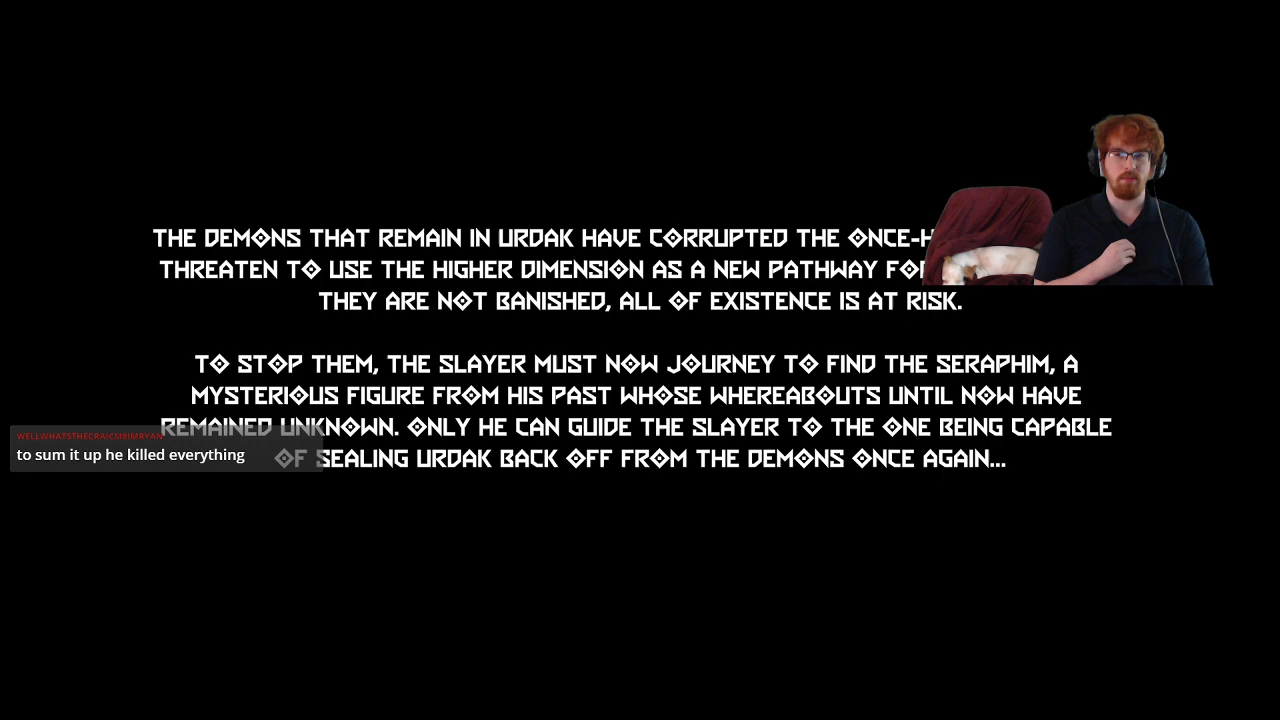 THE DEMONS THAT REMAIN IN URDAK HAVE CORRUPTED THE ONCE-H
THREATEN TO USE THE HIGHER DIMENSION AS A NEW PATHWAY FOR
THEY ARE NOT BANISHED, ALL OF EXISTENCE IS AT RISK.
TO STOP THEM, THE SLAYER MUST NOW JOURNEY TO FIND THE SERAPHIM, A
MYSTERIOUS FIGURE FROM HIS PAST WHOSE WHEREABOUTS UNTIL NOW HAVE
REMAINED UNKNOWN. ONLY HE CAN GUIDE THE SLAYER TO THE ONE BEING CAPABLE
OF SEALING URDAK BACK OFF FROM THE DEMONS ONCE AGAIN...
WELLWHATSTHECRAICM8IMRYAN
to sum it up he killed everything